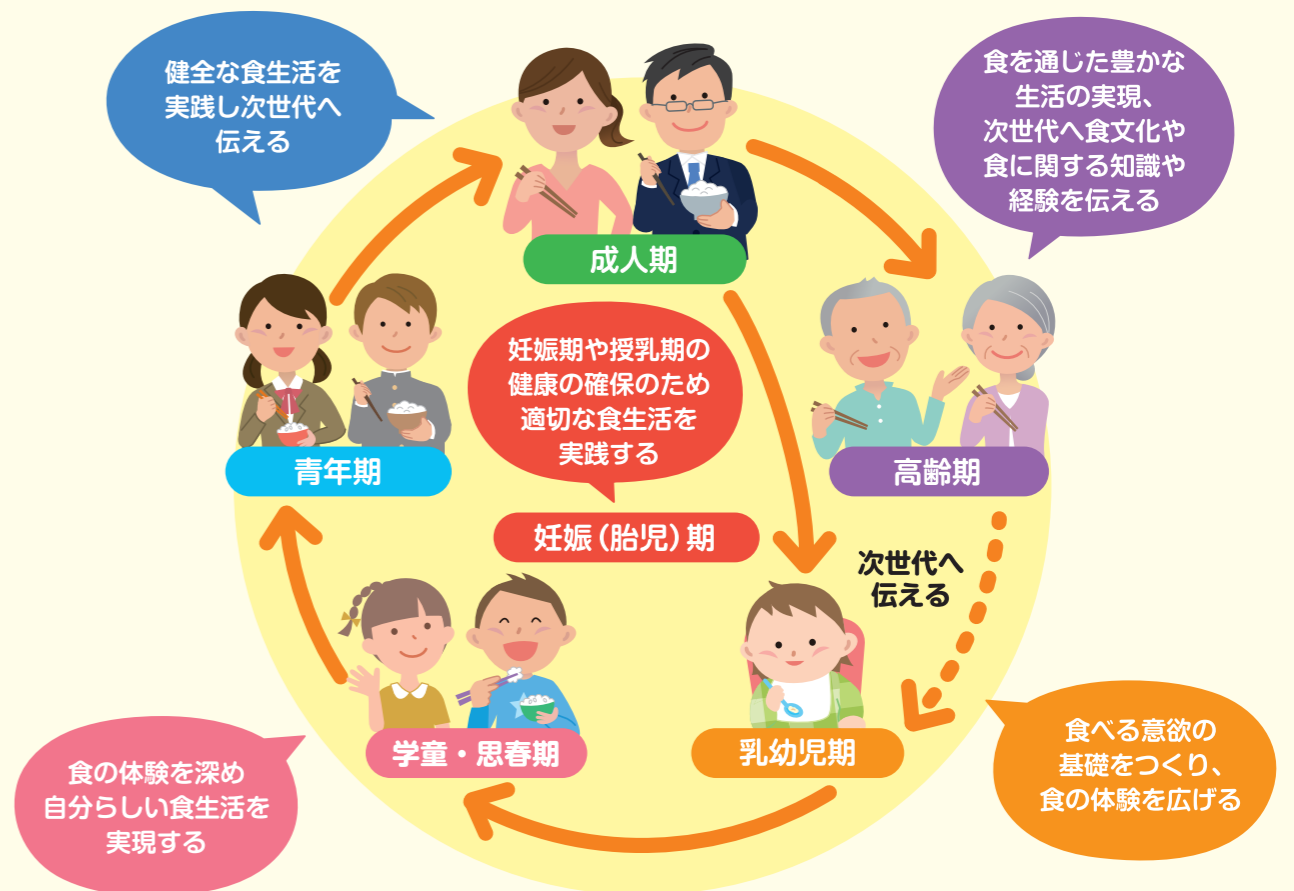 健全な食生活を
実践し次世代へ
伝える
食を通じた豊かな
生活の実現、
次世代へ食文化や
食に関する知識や
経験を伝える
成人期
妊娠期や授乳期の
健康の確保のため
適切な食生活を
実践する
青年期
高齢期
妊娠(胎児)期
次世代へ
伝える
学童・思春期
乳幼児期
食の体験を深め
自分らしい食生活を
実現する
食べる意欲の
基礎をつくり、
食の体験を広げる